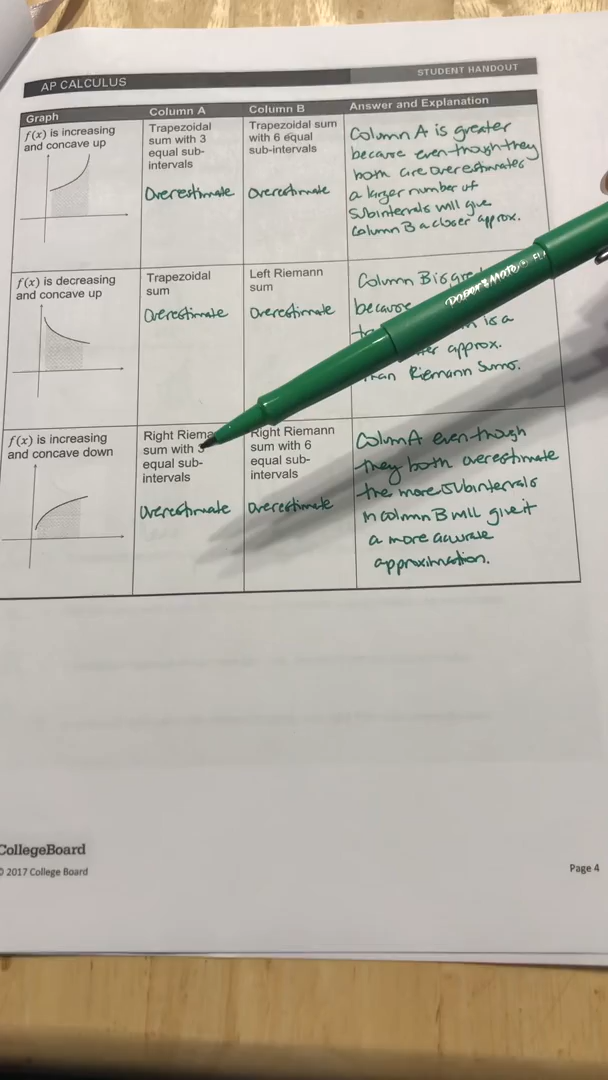 AP CALCULUS
STUDENT HANDOUT
Graph
Column A
Column B
Answer and Explanation
f(x) is increasing
and concave up
Trapezoidal
sum with 3
equal sub-
intervals
Overestimate
Trapezoidal sum
with 6 equal
sub-intervals
Overestimate
Column A is greater
because even though they
both are overestimates
a larger number of
subintervals will give
Column B a closer approx.
f(x) is decreasing
and concave up
Trapezoidal
sum
Overestimate
Left Riemann
sum
Overestimate
Column B is
because
is a
approx.
Riemann Sums.
Paper Mate
f(x) is increasing
and concave down
Right
sum with 3
equal sub-
intervals
Overestimate
Right Riemann
sum with 6
equal sub-
intervals
Overestimate
ColumA even though
they both overestimate
the more subintervals
in column B will give it
a more accurate
approximation.
CollegeBoard
© 2017 College Board
Page 4